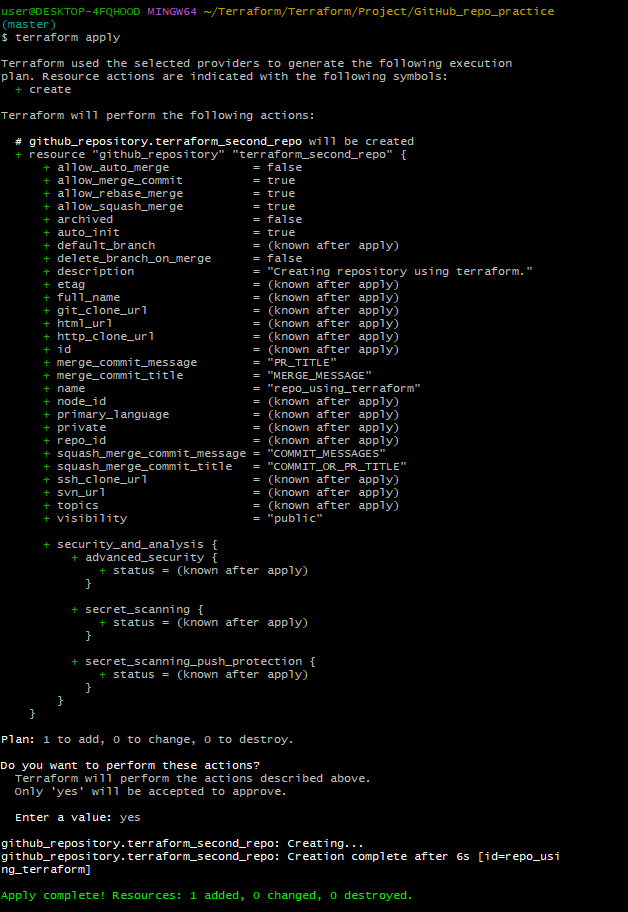 user@DESKTOP-4FQHOOD MINGW64 ~/Terraform/Terraform/Project/GitHub_repo_practice
(master)
$ terraform apply
Terraform used the selected providers to generate the following execution
plan. Resource actions are indicated with the following symbols:
+ create
Terraform will perform the following actions:
# github_repository.terraform_second_repo will be created
+ resource "github_repository" "terraform_second_repo" {
+ allow_auto_merge = false
+ allow_merge_commit = true
+ allow_rebase_merge = true
+ allow_squash_merge = true
+ archived = false
+ auto_init = true
+ default_branch = (known after apply)
+ delete_branch_on_merge = false
+ description = "Creating repository using terraform."
+ etag = (known after apply)
+ full_name = (known after apply)
+ git_clone_url = (known after apply)
+ html_url = (known after apply)
+ http_clone_url = (known after apply)
+ id = (known after apply)
+ merge_commit_message = "PR_TITLE"
+ merge_commit_title = "MERGE_MESSAGE"
+ name = "repo_using_terraform"
+ node_id = (known after apply)
+ primary_language = (known after apply)
+ private = (known after apply)
+ repo_id = (known after apply)
+ squash_merge_commit_message = "COMMIT_MESSAGES"
+ squash_merge_commit_title = "COMMIT_OR_PR_TITLE"
+ ssh_clone_url = (known after apply)
+ svn_url = (known after apply)
+ topics = (known after apply)
+ visibility = "public"
+ security_and_analysis {
+ advanced_security {
+ status = (known after apply)
}
+ secret_scanning {
+ status = (known after apply)
}
+ secret_scanning_push_protection {
+ status = (known after apply)
}
}
}
Plan: 1 to add, 0 to change, 0 to destroy.
Do you want to perform these actions?
Terraform will perform the actions described above.
Only 'yes' will be accepted to approve.
Enter a value: yes
github_repository.terraform_second_repo: Creating...
github_repository.terraform_second_repo: Creation complete after 6s [id=repo_usi
ng_terraform]
Apply complete! Resources: 1 added, 0 changed, 0 destroyed.